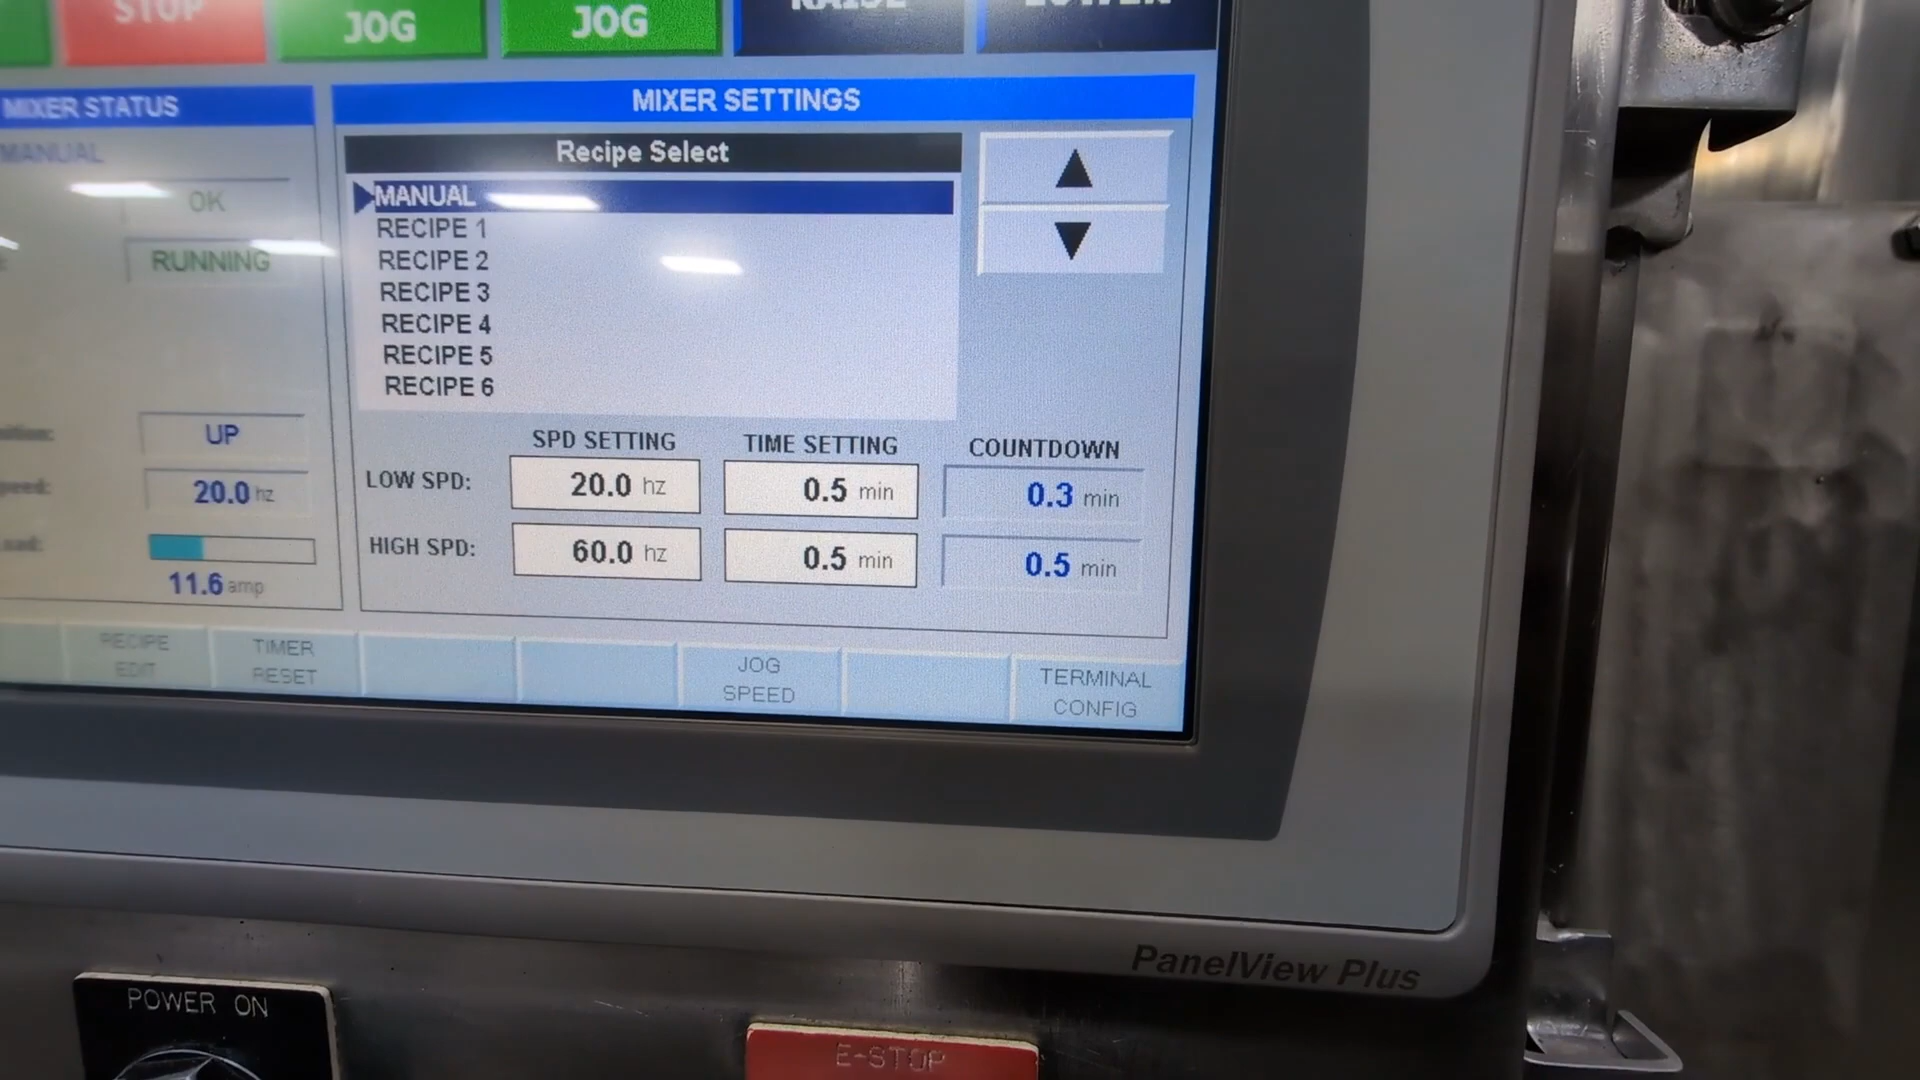 STOP
JOG
JOG
RAISE
LOWER
MIXER STATUS
MANUAL
OK
RUNNING
UP
20.0 hz
11.6 amp
MIXER SETTINGS
Recipe Select
MANUAL
RECIPE 1
RECIPE 2
RECIPE 3
RECIPE 4
RECIPE 5
RECIPE 6
SPD SETTING TIME SETTING COUNTDOWN
LOW SPD: 20.0 hz 0.5 min 0.3 min
HIGH SPD: 60.0 hz 0.5 min 0.5 min
RECIPE
EDIT
TIMER
RESET
JOG
SPEED
TERMINAL
CONFIG
PanelView Plus
POWER ON
E-STOP